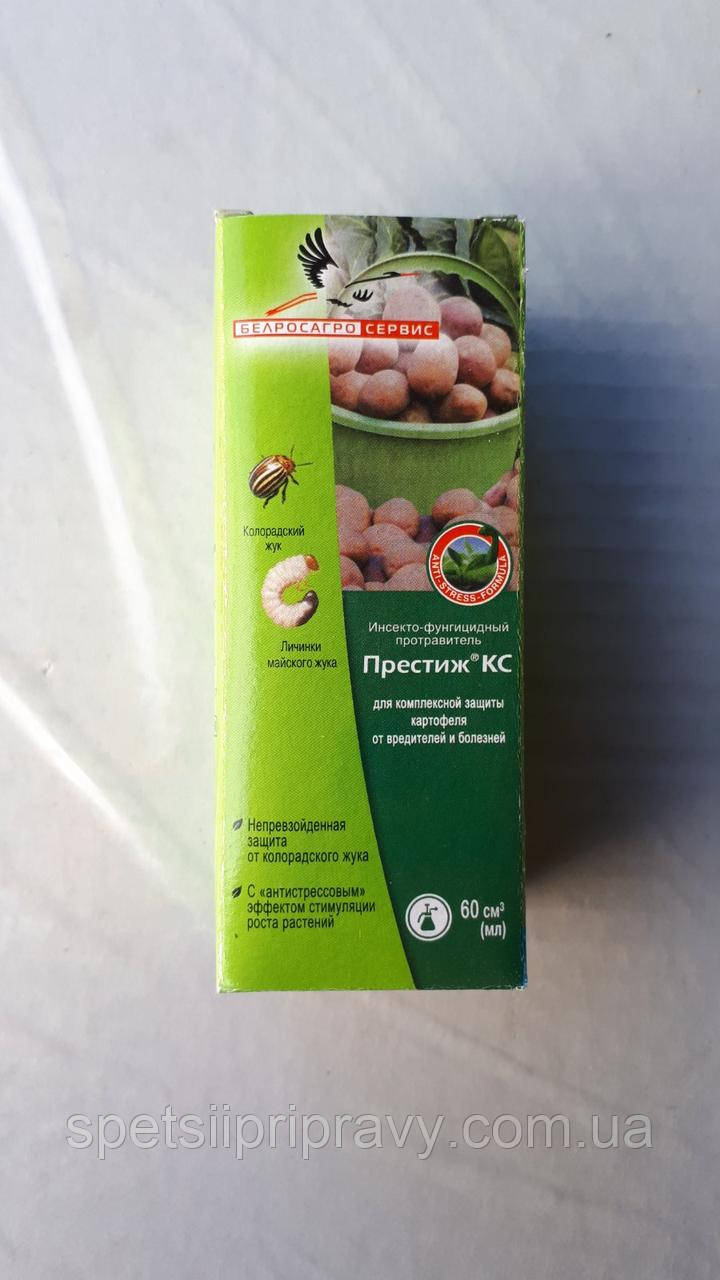 БЕЛРОСАГРО СЕРВИС
Колорадский
жук
Личинки
майского жука
ANTI-STRESS-FORMULA
Инсекто-фунгицидный
протравитель
Престиж® КС
для комплексной защиты
картофеля
от вредителей и болезней
Непревзойденная
защита
от колорадского жука
С «антистрессовым»
эффектом стимуляции
роста растений
60 см³
(мл)
spetsiipripravy.com.ua